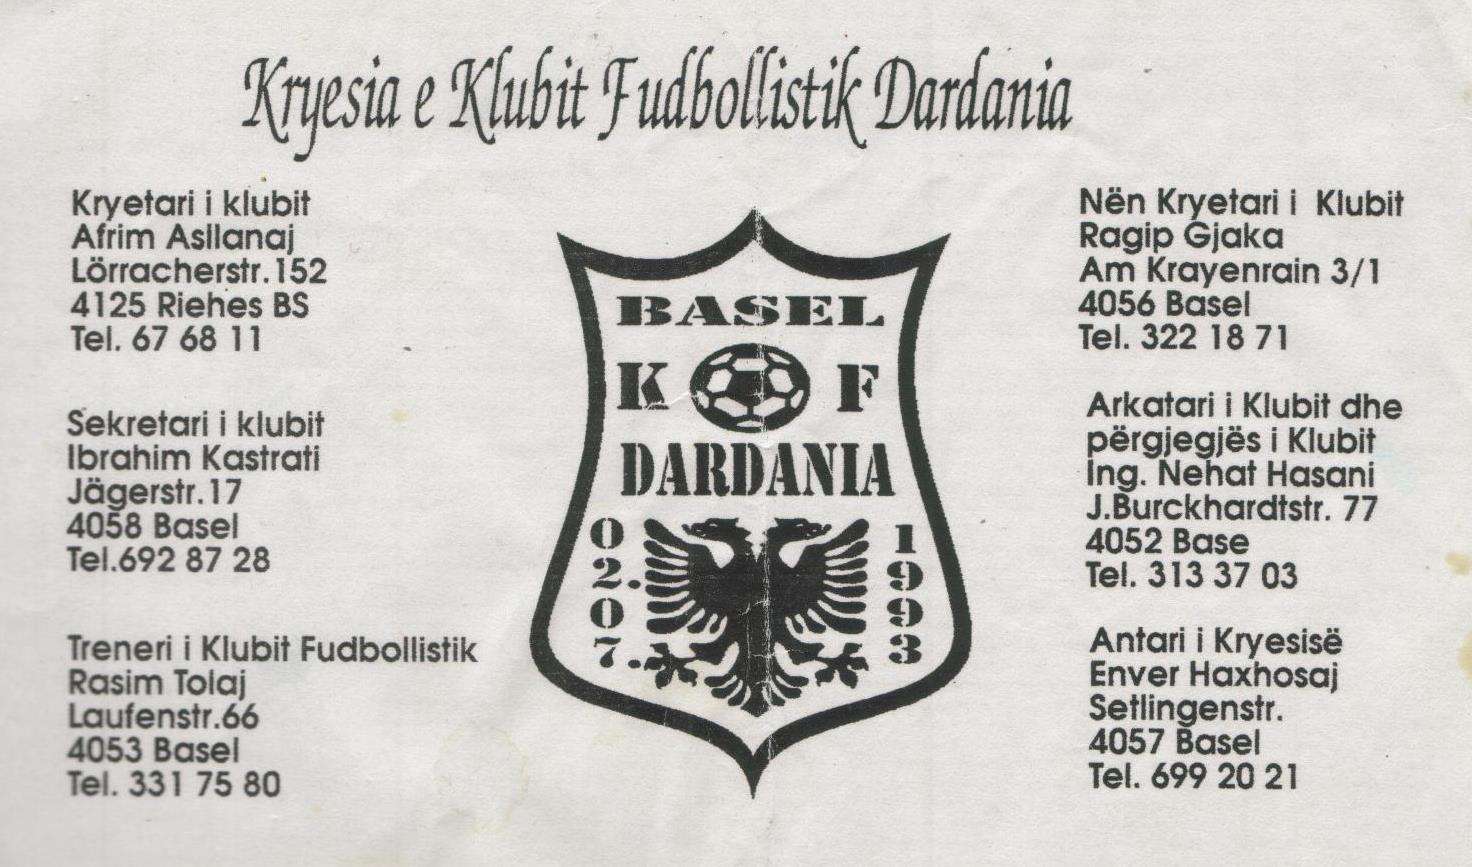 Kryesia e Klubit Fudbollistik Dardania
Kryetari i klubit
Afrim Asllanaj
Lörracherstr.152
4125 Riehes BS
Tel. 67 68 11
Sekretari i klubit
Ibrahim Kastrati
Jägerstr.17
4058 Basel
Tel.692 87 28
Treneri i Klubit Fudbollistik
Rasim Tolaj
Laufenstr.66
4053 Basel
Tel. 331 75 80
BASEL
K F
DARDANIA
02.07.
1993
Nën Kryetari i Klubit
Ragip Gjaka
Am Krayenrain 3/1
4056 Basel
Tel. 322 18 71
Arkatari i Klubit dhe
përgjegjës i Klubit
Ing. Nehat Hasani
J.Burckhardtstr. 77
4052 Base
Tel. 313 37 03
Antari i Kryesisë
Enver Haxhosaj
Setlingenstr.
4057 Basel
Tel. 699 20 21